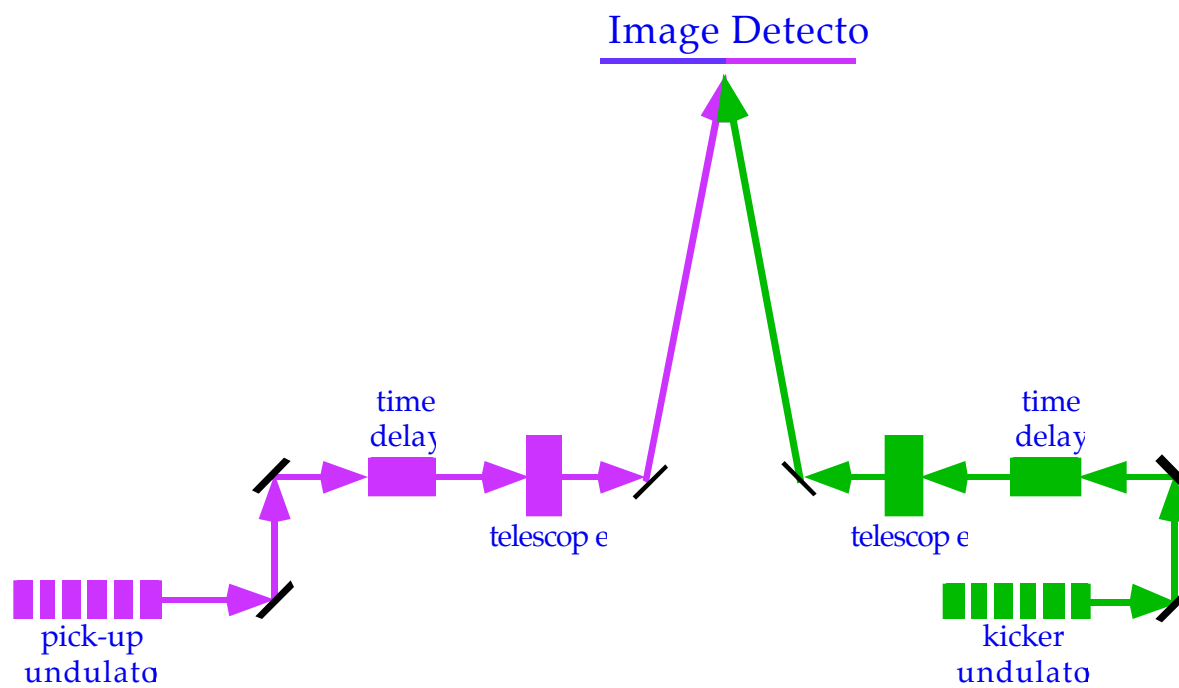 Image Detecto
time
delay
time
delay
telescop e
telescop e
pick-up
undulato
kicker
undulato